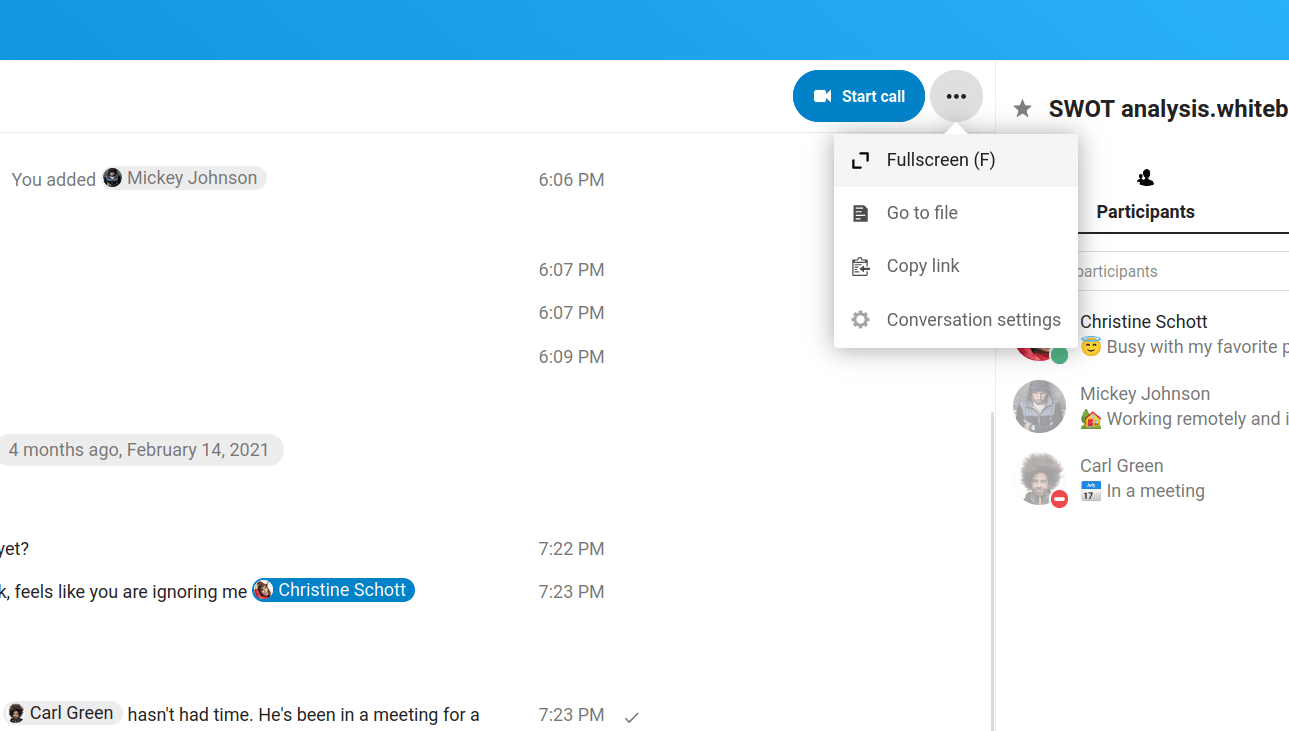 Start call
SWOT analysis.whiteb
Fullscreen (F)
Go to file
Copy link
Conversation settings
You added Mickey Johnson 6:06 PM
6:07 PM
6:07 PM
6:09 PM
4 months ago, February 14, 2021
yet? 7:22 PM
k, feels like you are ignoring me Christine Schott 7:23 PM
Carl Green hasn't had time. He's been in a meeting for a 7:23 PM
Participants
participants
Christine Schott
Busy with my favorite p
Mickey Johnson
Working remotely and i
Carl Green
July
17
In a meeting